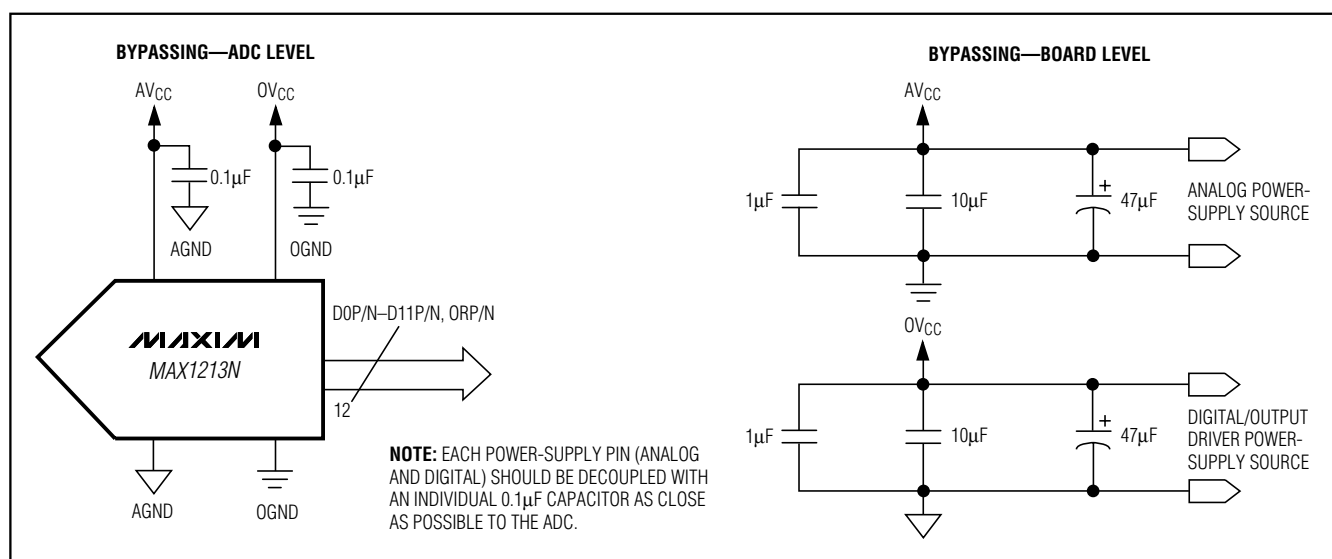 BYPASSING—ADC LEVEL
AVCC
OVCC
0.1µF
0.1µF
AGND
OGND
MAXIM
MAX1213N
D0P/N–D11P/N, ORP/N
12
AGND
OGND
NOTE: EACH POWER-SUPPLY PIN (ANALOG
AND DIGITAL) SHOULD BE DECOUPLED WITH
AN INDIVIDUAL 0.1µF CAPACITOR AS CLOSE
AS POSSIBLE TO THE ADC.
BYPASSING—BOARD LEVEL
AVCC
1µF
10µF
+
47µF
ANALOG POWER-
SUPPLY SOURCE
OVCC
1µF
10µF
+
47µF
DIGITAL/OUTPUT
DRIVER POWER-
SUPPLY SOURCE